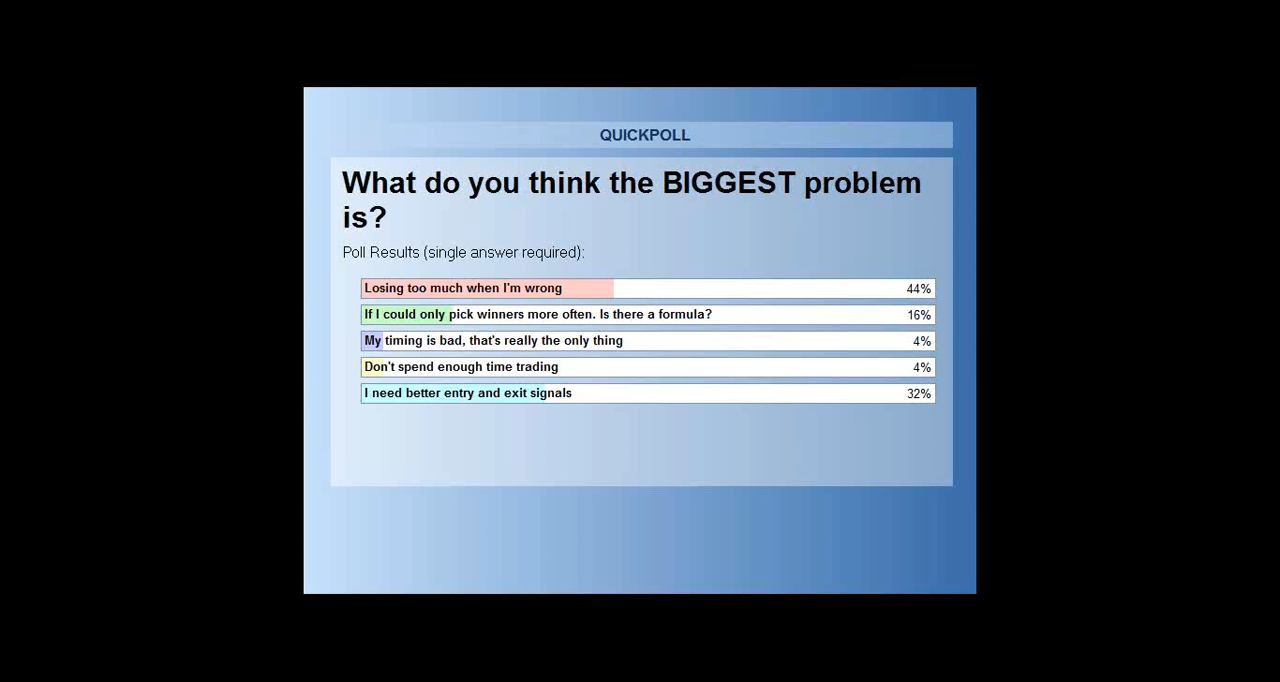 QUICKPOLL
What do you think the BIGGEST problem
is?
Poll Results (single answer required):
Losing too much when I'm wrong 44%
If I could only pick winners more often. Is there a formula? 16%
My timing is bad, that's really the only thing 4%
Don't spend enough time trading 4%
I need better entry and exit signals 32%